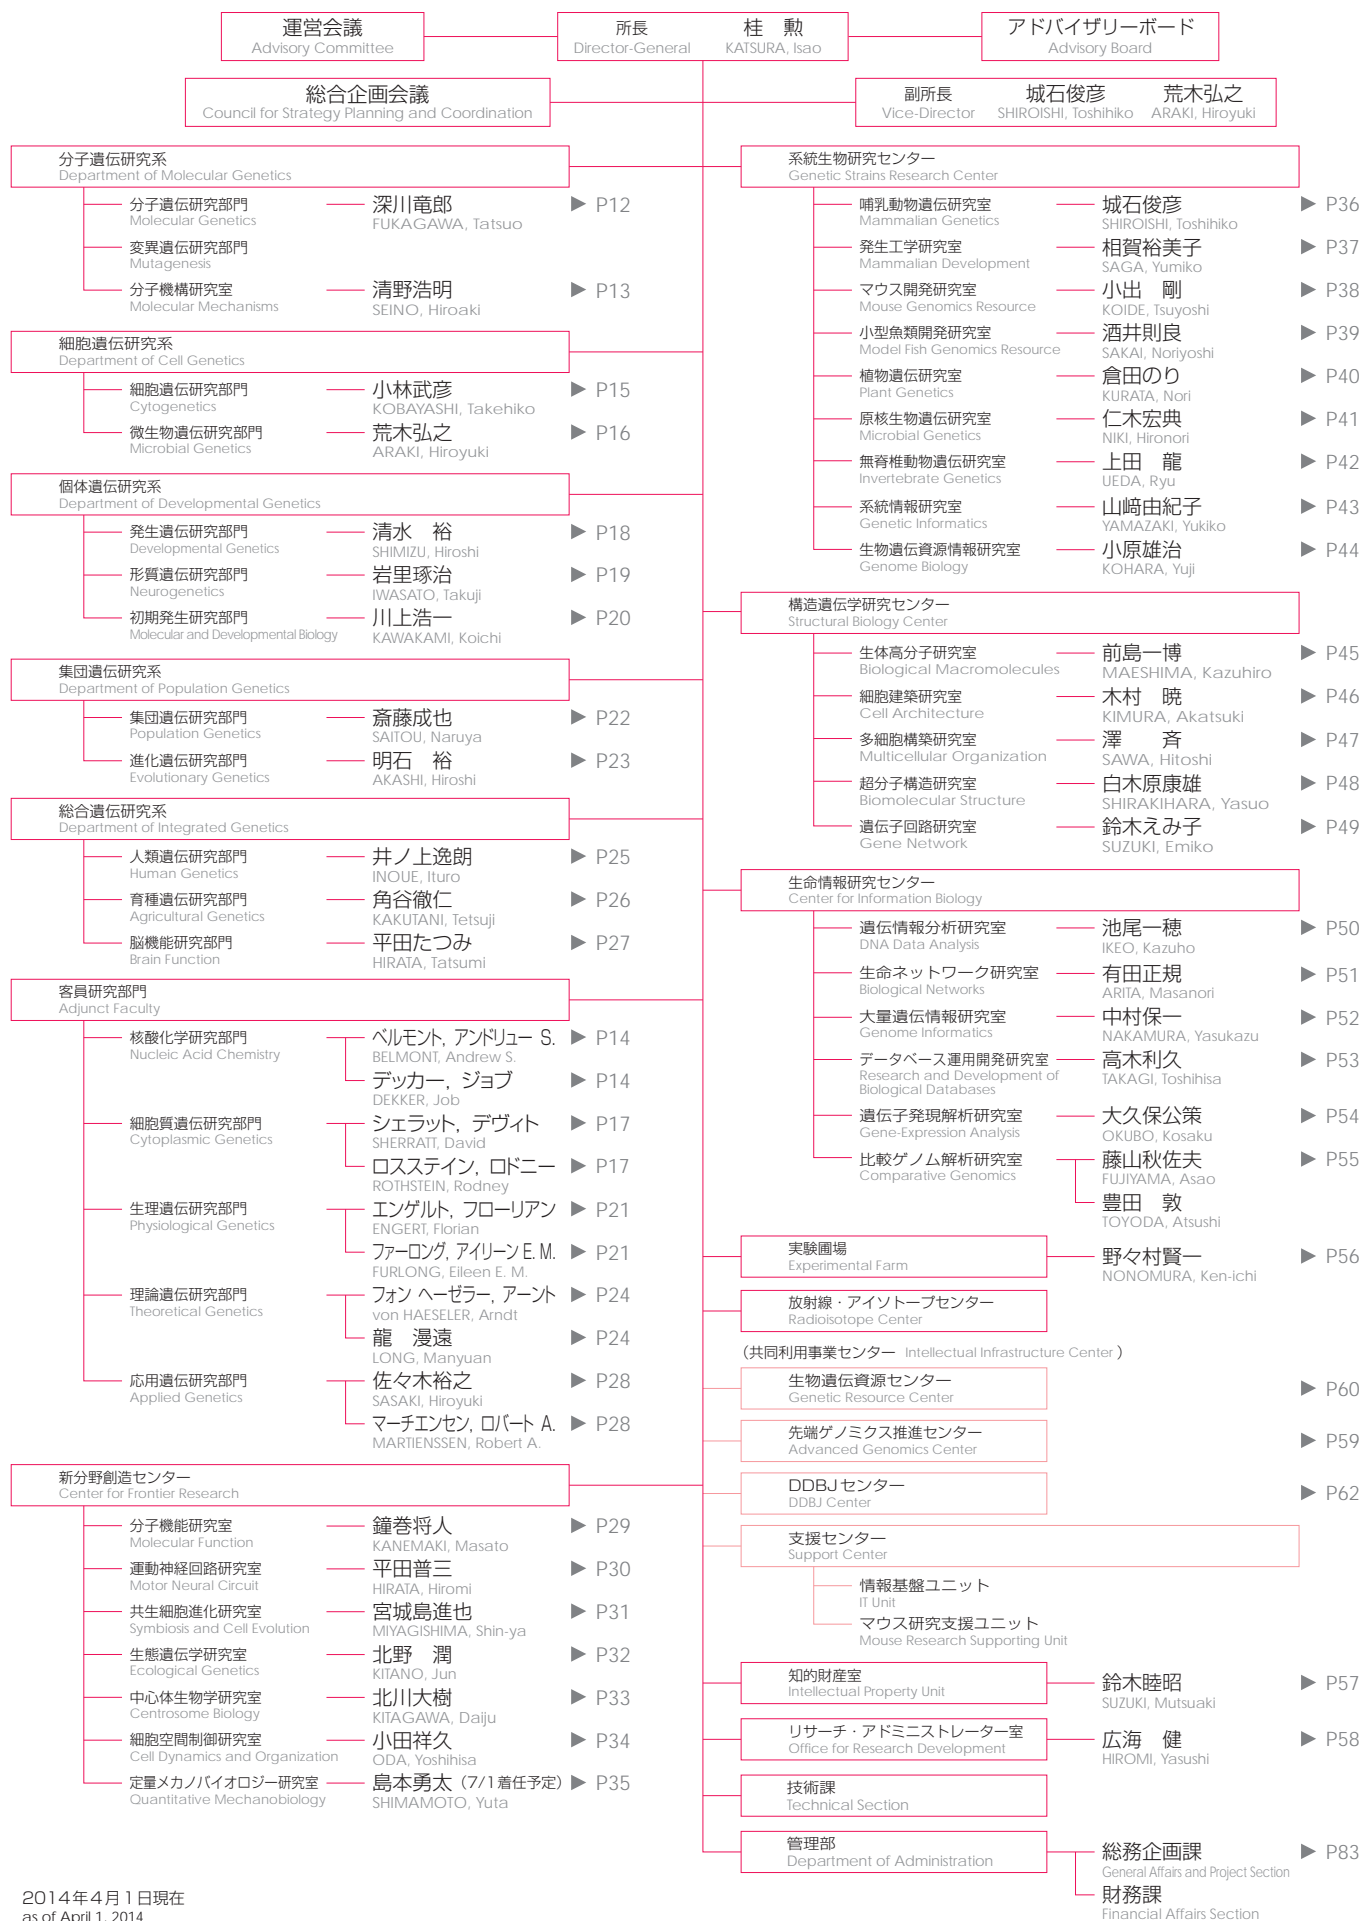 運営会議
Advisory Committee
所長 桂 勲
Director-General KATSURA, Isao
アドバイザリーボード
Advisory Board
総合企画会議
Council for Strategy Planning and Coordination
副所長 城石俊彦 荒木弘之
Vice-Director SHIROISHI, Toshihiko ARAKI, Hiroyuki
分子遺伝研究系
Department of Molecular Genetics
分子遺伝研究部門 深川竜郎 ▶ P12
Molecular Genetics FUKAGAWA, Tatsuo
変異遺伝研究部門
Mutagenesis
分子機構研究室 清野浩明 ▶ P13
Molecular Mechanisms SEINO, Hiroaki
細胞遺伝研究系
Department of Cell Genetics
細胞遺伝研究部門 小林武彦 ▶ P15
Cytogenetics KOBAYASHI, Takehiko
微生物遺伝研究部門 荒木弘之 ▶ P16
Microbial Genetics ARAKI, Hiroyuki
個体遺伝研究系
Department of Developmental Genetics
発生遺伝研究部門 清水 裕 ▶ P18
Developmental Genetics SHIMIZU, Hiroshi
形質遺伝研究部門 岩里琢治 ▶ P19
Neurogenetics IWASATO, Takuji
初期発生研究部門 川上浩一 ▶ P20
Molecular and Developmental Biology KAWAKAMI, Koichi
集団遺伝研究系
Department of Population Genetics
集団遺伝研究部門 斎藤成也 ▶ P22
Population Genetics SAITOU, Naruya
進化遺伝研究部門 明石 裕 ▶ P23
Evolutionary Genetics AKASHI, Hiroshi
総合遺伝研究系
Department of Integrated Genetics
人類遺伝研究部門 井ノ上逸朗 ▶ P25
Human Genetics INOUE, Ituro
育種遺伝研究部門 角谷徹仁 ▶ P26
Agricultural Genetics KAKUTANI, Tetsuji
脳機能研究部門 平田たつみ ▶ P27
Brain Function HIRATA, Tatsumi
客員研究部門
Adjunct Faculty
核酸化学研究部門 ベルモント, アンドリュー S. ▶ P14
Nucleic Acid Chemistry BELMONT, Andrew S.
デッカー, ジョブ ▶ P14
DEKKER, Job
細胞質遺伝研究部門 シェラット, デヴィト ▶ P17
Cytoplasmic Genetics SHERRATT, David
ロスステイン, ロドニー ▶ P17
ROTHSTEIN, Rodney
生理遺伝研究部門 エンゲルト, フローリアン ▶ P21
Physiological Genetics ENGERT, Florian
ファーロング, アイリーン E. M. ▶ P21
FURLONG, Eileen E. M.
理論遺伝研究部門 フォン ヘーゼラー, アーント ▶ P24
Theoretical Genetics von HAESELER, Arndt
龍 漫遠 ▶ P24
LONG, Manyuan
応用遺伝研究部門 佐々木裕之 ▶ P28
Applied Genetics SASAKI, Hiroyuki
マーチエンセン, ロバート A. ▶ P28
MARTIENSSEN, Robert A.
新分野創造センター
Center for Frontier Research
分子機能研究室 鐘巻将人 ▶ P29
Molecular Function KANEMAKI, Masato
運動神経回路研究室 平田普三 ▶ P30
Motor Neural Circuit HIRATA, Hiromi
共生細胞進化研究室 宮城島進也 ▶ P31
Symbiosis and Cell Evolution MIYAGISHIMA, Shin-ya
生態遺伝学研究室 北野 潤 ▶ P32
Ecological Genetics KITANO, Jun
中心体生物学研究室 北川大樹 ▶ P33
Centrosome Biology KITAGAWA, Daiju
細胞空間制御研究室 小田祥久 ▶ P34
Cell Dynamics and Organization ODA, Yoshihisa
定量メカノバイオロジー研究室 島本勇太 (7/1着任予定) ▶ P35
Quantitative Mechanobiology SHIMAMOTO, Yuta
2014年4月1日現在
as of April 1, 2014
系統生物研究センター
Genetic Strains Research Center
哺乳動物遺伝研究室 城石俊彦 ▶ P36
Mammalian Genetics SHIROISHI, Toshihiko
発生工学研究室 相賀裕美子 ▶ P37
Mammalian Development SAGA, Yumiko
マウス開発研究室 小出 剛 ▶ P38
Mouse Genomics Resource KOIDE, Tsuyoshi
小型魚類開発研究室 酒井則良 ▶ P39
Model Fish Genomics Resource SAKAI, Noriyoshi
植物遺伝研究室 倉田のり ▶ P40
Plant Genetics KURATA, Nori
原核生物遺伝研究室 仁木宏典 ▶ P41
Microbial Genetics NIKI, Hironori
無脊椎動物遺伝研究室 上田 龍 ▶ P42
Invertebrate Genetics UEDA, Ryu
系統情報研究室 山﨑由紀子 ▶ P43
Genetic Informatics YAMAZAKI, Yukiko
生物遺伝資源情報研究室 小原雄治 ▶ P44
Genome Biology KOHARA, Yuji
構造遺伝学研究センター
Structural Biology Center
生体高分子研究室 前島一博 ▶ P45
Biological Macromolecules MAESHIMA, Kazuhiro
細胞建築研究室 木村 暁 ▶ P46
Cell Architecture KIMURA, Akatsuki
多細胞構築研究室 澤 斉 ▶ P47
Multicellular Organization SAWA, Hitoshi
超分子構造研究室 白木原康雄 ▶ P48
Biomolecular Structure SHIRAKIHARA, Yasuo
遺伝子回路研究室 鈴木えみ子 ▶ P49
Gene Network SUZUKI, Emiko
生命情報研究センター
Center for Information Biology
遺伝情報分析研究室 池尾一穂 ▶ P50
DNA Data Analysis IKEO, Kazuho
生命ネットワーク研究室 有田正規 ▶ P51
Biological Networks ARITA, Masanori
大量遺伝情報研究室 中村保一 ▶ P52
Genome Informatics NAKAMURA, Yasukazu
データベース運用開発研究室 高木利久 ▶ P53
Research and Development of TAKAGI, Toshihisa
Biological Databases
遺伝子発現解析研究室 大久保公策 ▶ P54
Gene-Expression Analysis OKUBO, Kosaku
比較ゲノム解析研究室 藤山秋佐夫 ▶ P55
Comparative Genomics FUJIYAMA, Asao
豊田 敦
TOYODA, Atsushi
実験圃場 野々村賢一 ▶ P56
Experimental Farm NONOMURA, Ken-ichi
放射線・アイソトープセンター
Radioisotope Center
(共同利用事業センター Intellectual Infrastructure Center)
生物遺伝資源センター ▶ P60
Genetic Resource Center
先端ゲノミクス推進センター ▶ P59
Advanced Genomics Center
DDBJセンター ▶ P62
DDBJ Center
支援センター
Support Center
情報基盤ユニット
IT Unit
マウス研究支援ユニット
Mouse Research Supporting Unit
知的財産室 鈴木睦昭 ▶ P57
Intellectual Property Unit SUZUKI, Mutsuaki
リサーチ・アドミニストレーター室 広海 健 ▶ P58
Office for Research Development HIROMI, Yasushi
技術課
Technical Section
管理部 総務企画課 ▶ P83
Department of Administration General Affairs and Project Section
財務課
Financial Affairs Section